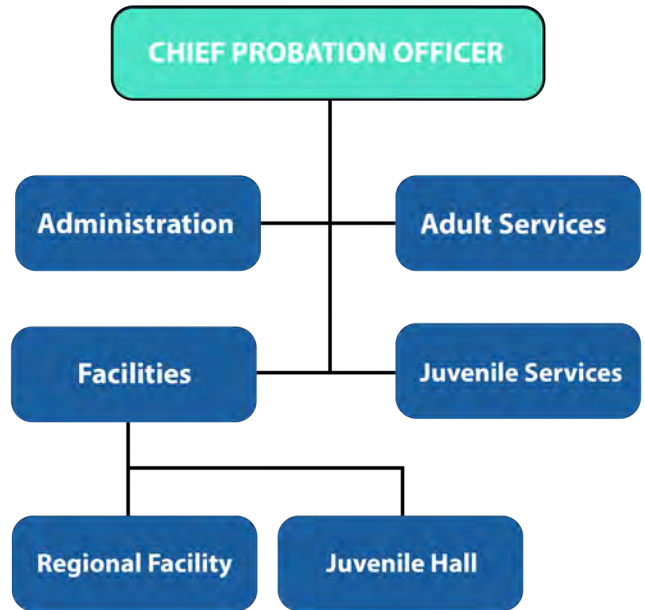 CHIEF PROBATION OFFICER
Administration
Adult Services
Facilities
Juvenile Services
Regional Facility
Juvenile Hall